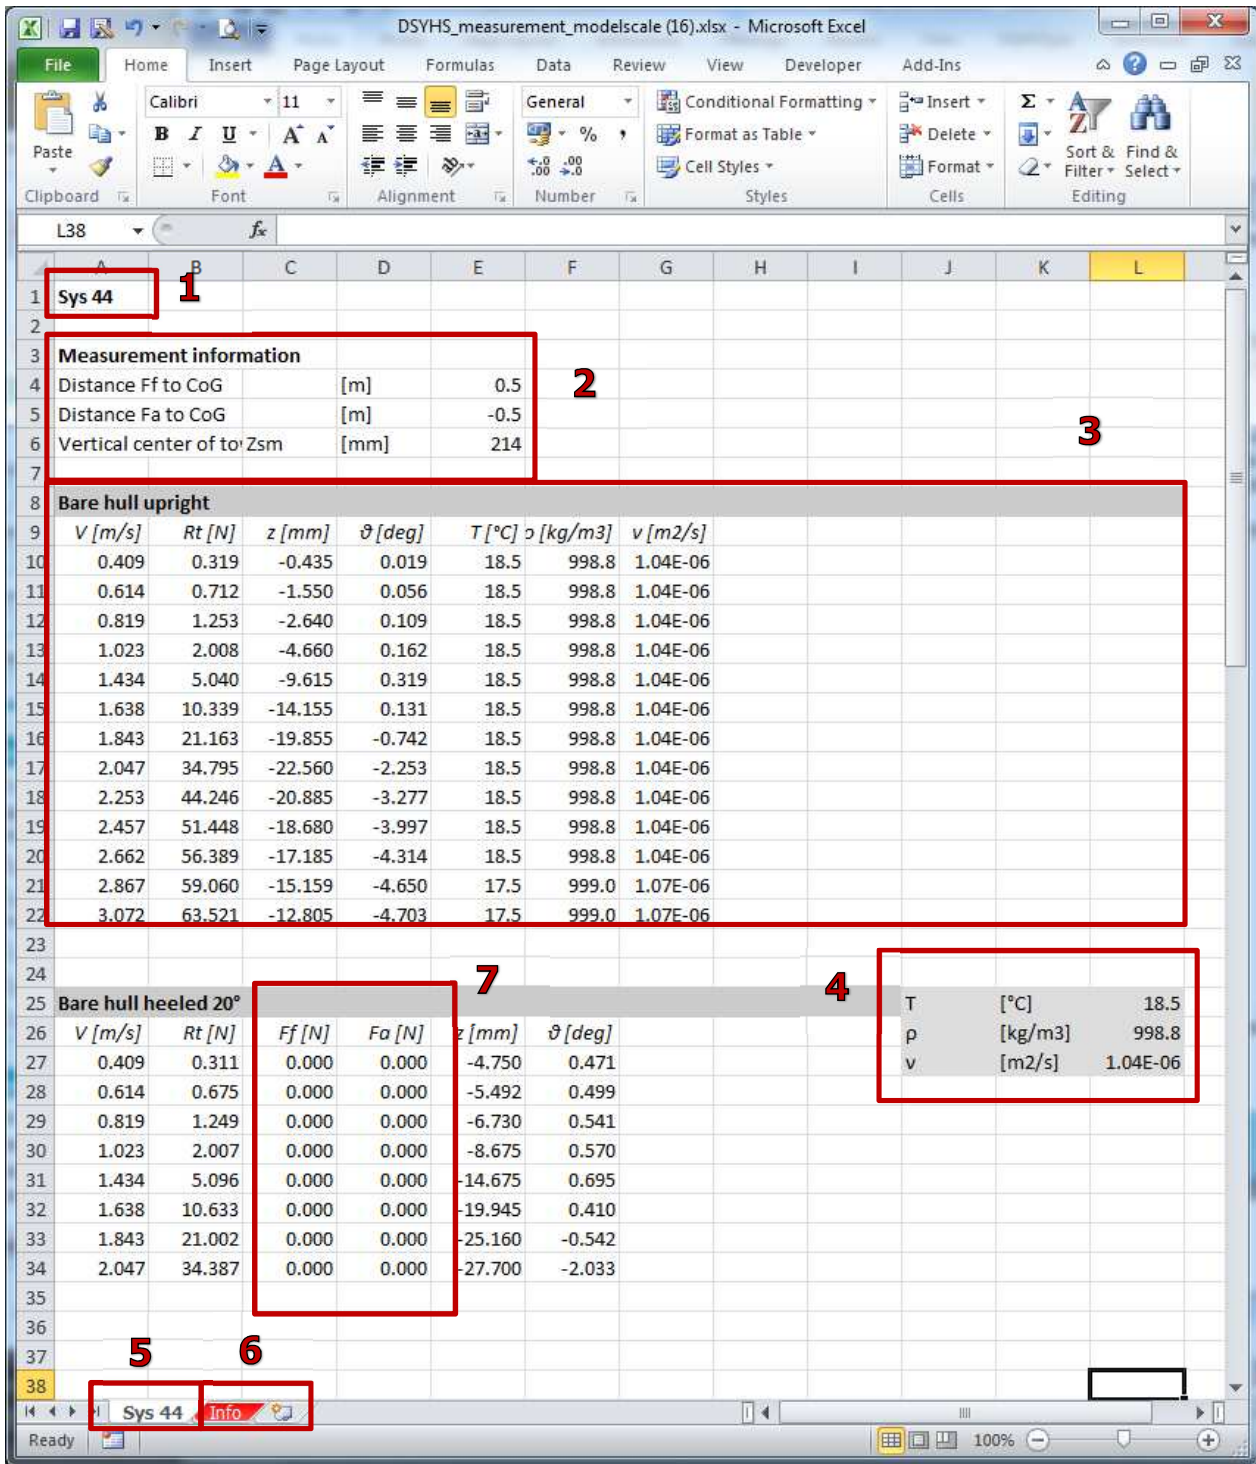 DSYHS_measurement_modelscale (16).xlsx - Microsoft Excel
File Home Insert Page Layout Formulas Data Review View Developer Add-Ins
Calibri 11 General Conditional Formatting Insert Σ
B I U A A % , Format as Table Delete
Paste A Cell Styles Format Sort & Filter Find & Select
Clipboard Font Alignment Number Styles Cells Editing
L38 fx
A B C D E F G H I J K L
1
1 Sys 44
2
3 Measurement information
4 Distance Ff to CoG [m] 0.5
2
5 Distance Fa to CoG [m] -0.5
3
6 Vertical center of to Zsm [mm] 214
7
8 Bare hull upright
9 V [m/s] Rt [N] z [mm] ϑ [deg] T [°C] [kg/m3] ν [m2/s]
10 0.409 0.319 -0.435 0.019 18.5 998.8 1.04E-06
11 0.614 0.712 -1.550 0.056 18.5 998.8 1.04E-06
12 0.819 1.253 -2.640 0.109 18.5 998.8 1.04E-06
13 1.023 2.008 -4.660 0.162 18.5 998.8 1.04E-06
14 1.434 5.040 -9.615 0.319 18.5 998.8 1.04E-06
15 1.638 10.339 -14.155 0.131 18.5 998.8 1.04E-06
16 1.843 21.163 -19.855 -0.742 18.5 998.8 1.04E-06
17 2.047 34.795 -22.560 -2.253 18.5 998.8 1.04E-06
18 2.253 44.246 -20.885 -3.277 18.5 998.8 1.04E-06
19 2.457 51.448 -18.680 -3.997 18.5 998.8 1.04E-06
20 2.662 56.389 -17.185 -4.314 18.5 998.8 1.04E-06
21 2.867 59.060 -15.159 -4.650 17.5 999.0 1.07E-06
22 3.072 63.521 -12.805 -4.703 17.5 999.0 1.07E-06
23
24
7
4
25 Bare hull heeled 20° T [°C] 18.5
26 V [m/s] Rt [N] Ff [N] Fa [N] z [mm] ϑ [deg] ρ [kg/m3] 998.8
27 0.409 0.311 0.000 0.000 -4.750 0.471 ν [m2/s] 1.04E-06
28 0.614 0.675 0.000 0.000 -5.492 0.499
29 0.819 1.249 0.000 0.000 -6.730 0.541
30 1.023 2.007 0.000 0.000 -8.675 0.570
31 1.434 5.096 0.000 0.000 -14.675 0.695
32 1.638 10.633 0.000 0.000 -19.945 0.410
33 1.843 21.002 0.000 0.000 -25.160 -0.542
34 2.047 34.387 0.000 0.000 -27.700 -2.033
35
36
5 6
37
38
Sys 44 Info
Ready 100%